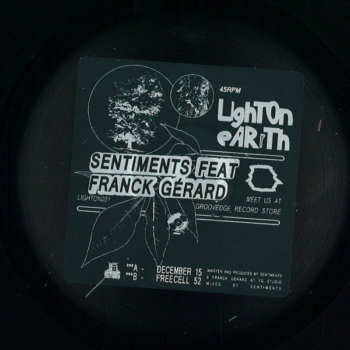 45RPM
LighTOn
eARiTh
SENTIMENTS FEAT
FRANCK GÉRARD
LIGHTON001
MEET US AT
GROOVEDGE RECORD STORE
A DECEMBER 15
B FREECELL 52
WRITTEN AND PRODUCED BY SENTIMENTS
& FRANCK GÉRARD AT FG STUDIO
MIXED BY SENTIMENTS